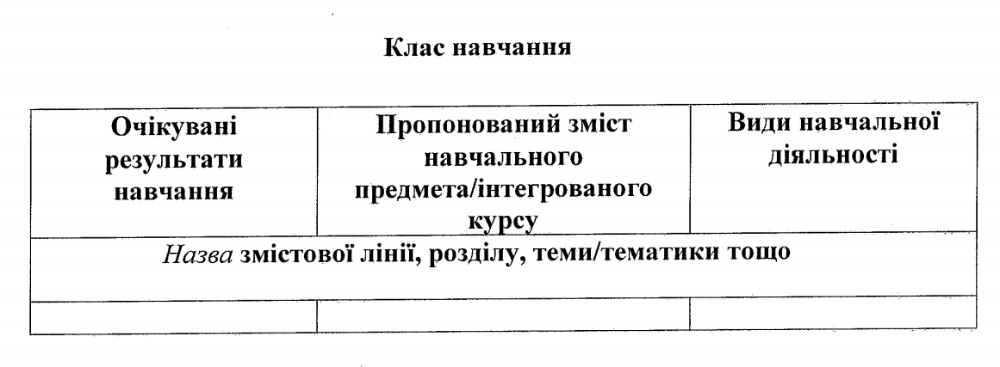 Клас навчання
Очікувані
результати
навчання
Пропонований зміст
навчального
предмета/інтегрованого
курсу
Види навчальної
діяльності
Назва змістової лінії, розділу, теми/тематики тощо